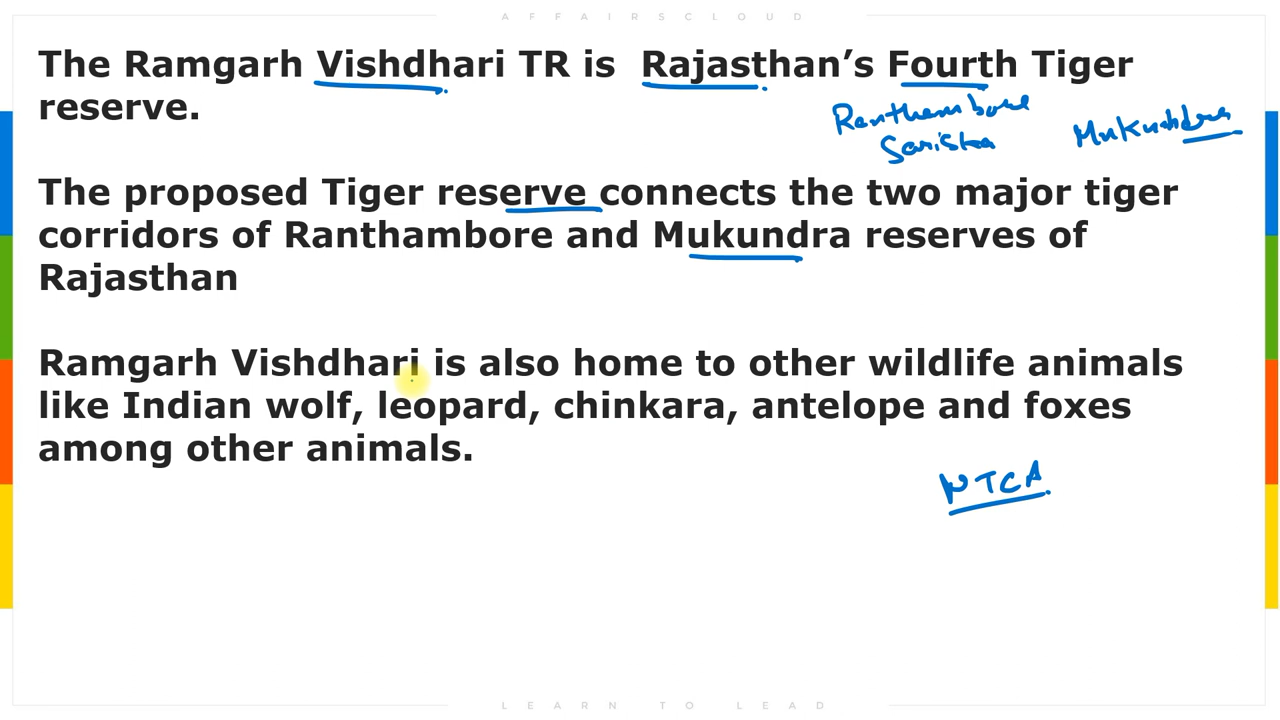 AFFAIRSCLOUD
The Ramgarh Vishdhari TR is Rajasthan’s Fourth Tiger
reserve.
Ranthambore
Sariska
Mukundra
The proposed Tiger reserve connects the two major tiger
corridors of Ranthambore and Mukundra reserves of
Rajasthan
Ramgarh Vishdhari is also home to other wildlife animals
like Indian wolf, leopard, chinkara, antelope and foxes
among other animals.
NTCA
LEARN TO LEAD